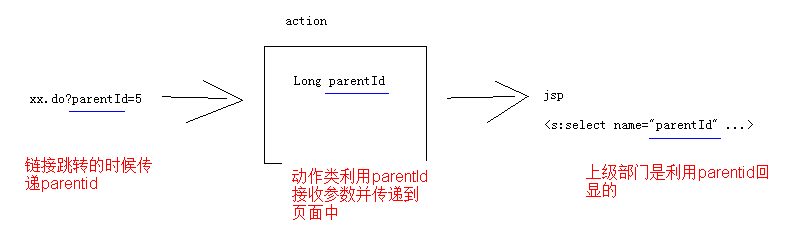 action
Long parentId
xx.do?parentId=5
jsp
<s:select name="parentId" ...>
链接跳转的时候传
递parentid
动作类利用parentId
接收参数并传递到
页面中
上级部门是利用parentid回
显的